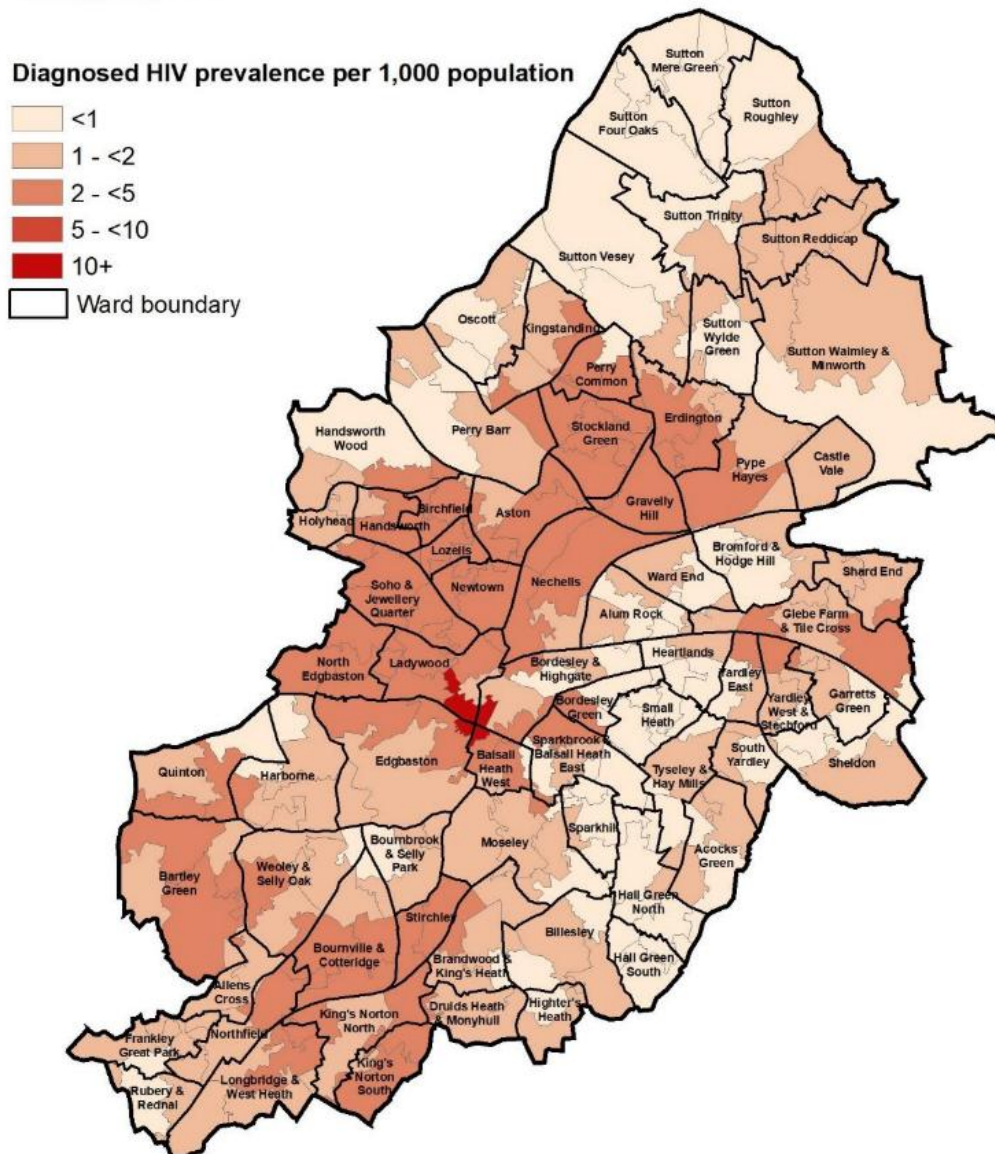 Diagnosed HIV prevalence per 1,000 population
<1
1 - <2
2 - <5
5 - <10
10+
Ward boundary
Sutton
Mere Green
Sutton
Roughley
Sutton
Four Oaks
Sutton Trinity
Sutton Reddicap
Sutton Vesey
Oscott
Kingstanding
Sutton
Wylde
Green
Sutton Walmley &
Minworth
Perry
Common
Erdington
Handsworth
Wood
Perry Barr
Stockland
Green
Pype
Hayes
Castle
Vale
Holyhead
Handsworth
Birchfield
Aston
Gravelly
Hill
Lozells
Bromford &
Hodge Hill
Soho &
Jewellery
Quarter
Newtown
Nechells
Ward End
Shard End
Alum Rock
Glebe Farm
& Tile Cross
North
Edgbaston
Ladywood
Bordesley &
Highgate
Heartlands
Yardley
East
Bordesley
Green
Small
Heath
Yardley
West &
Stechford
Garretts
Green
Quinton
Harborne
Edgbaston
Balsall
Heath
West
Sparkbrook &
Balsall Heath
East
Tyseley &
Hay Mills
South
Yardley
Sheldon
Bartley
Green
Weoley &
Selly Oak
Bournbrook
& Selly
Park
Moseley
Sparkhill
Acocks
Green
Hall Green
North
Stirchley
Bournville &
Cotteridge
Billesley
Brandwood &
King's Heath
Hall Green
South
Allens
Cross
Druids Heath
& Monyhull
Highter's
Heath
Frankley
Great Park
Northfield
King's Norton
North
Rubery &
Rednal
Longbridge &
West Heath
King's
Norton
South